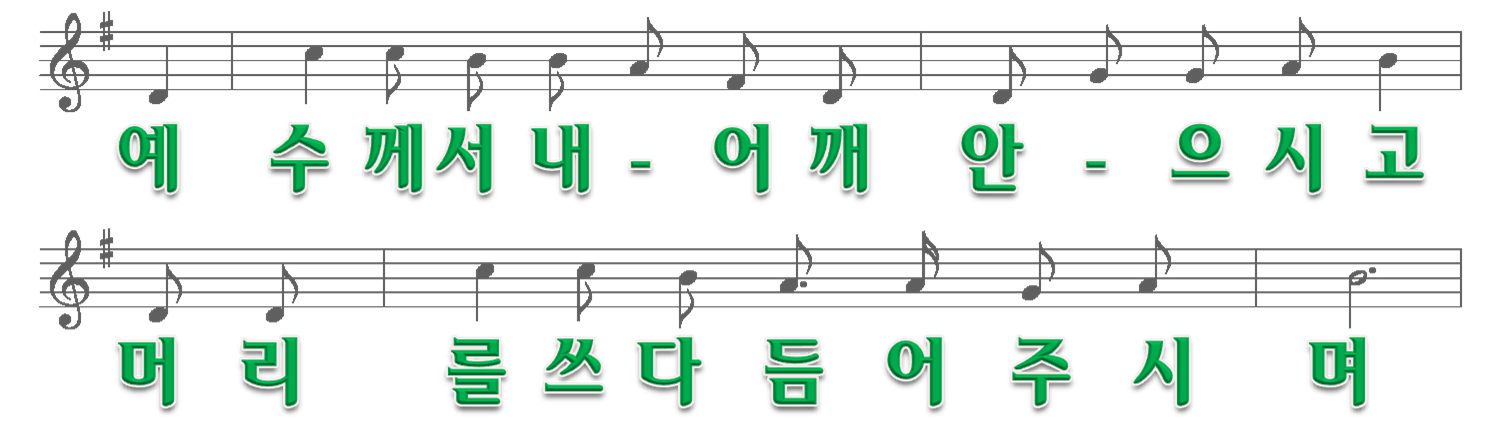 예 수 께 서 내 - 어 깨 안 - 으 시 고
머 리 를 쓰 다 듬 어 주 시 며